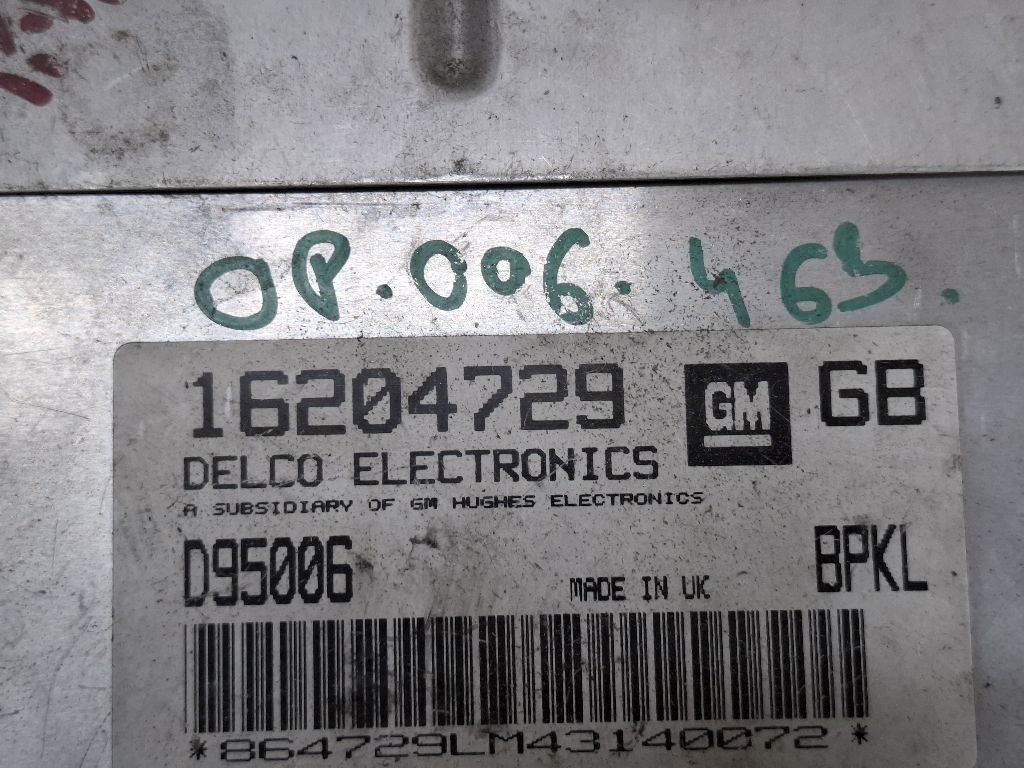 OP.006.463.
16204729 GM GB
DELCO ELECTRONICS
A SUBSIDIARY OF GM HUGHES ELECTRONICS
D95006 MADE IN UK BPKL
*864729LM43140072*